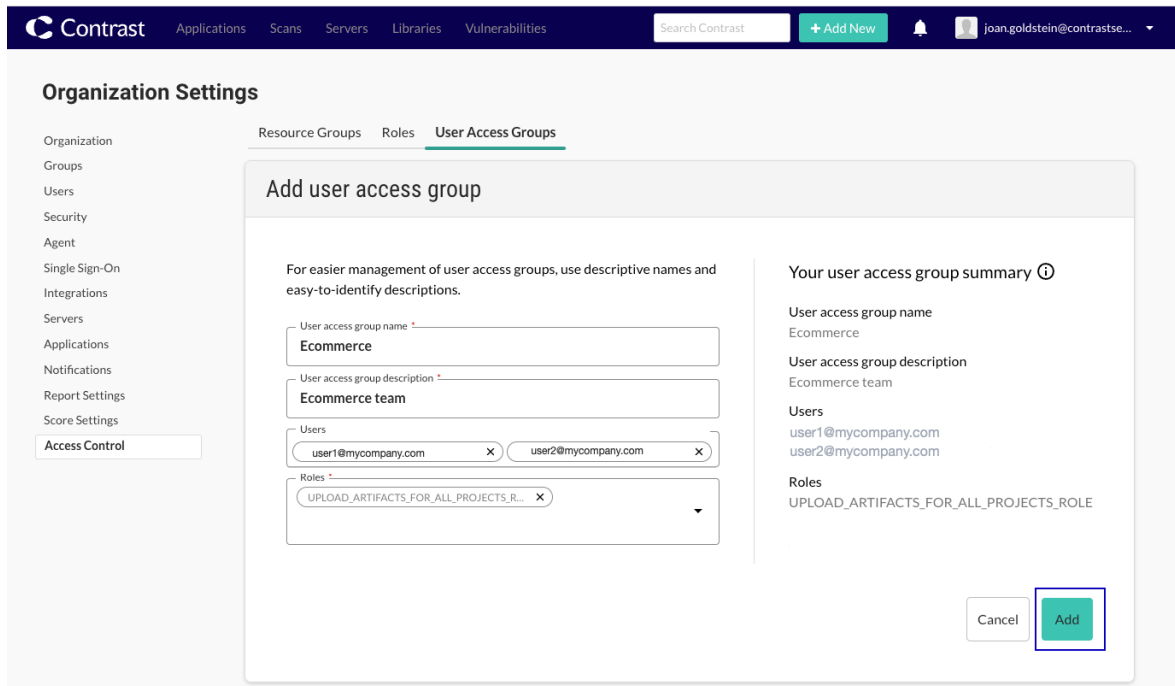 Contrast Applications Scans Servers Libraries Vulnerabilities Search Contrast + Add New joan.goldstein@contrastse...
Organization Settings
Organization
Groups
Users
Security
Agent
Single Sign-On
Integrations
Servers
Applications
Notifications
Report Settings
Score Settings
Access Control
Resource Groups Roles User Access Groups
Add user access group
For easier management of user access groups, use descriptive names and
easy-to-identify descriptions.
User access group name *
Ecommerce
User access group description *
Ecommerce team
Users
user1@mycompany.com × user2@mycompany.com ×
Roles *
UPLOAD_ARTIFACTS_FOR_ALL_PROJECTS_R... ×
Your user access group summary
User access group name
Ecommerce
User access group description
Ecommerce team
Users
user1@mycompany.com
user2@mycompany.com
Roles
UPLOAD_ARTIFACTS_FOR_ALL_PROJECTS_ROLE
Cancel Add